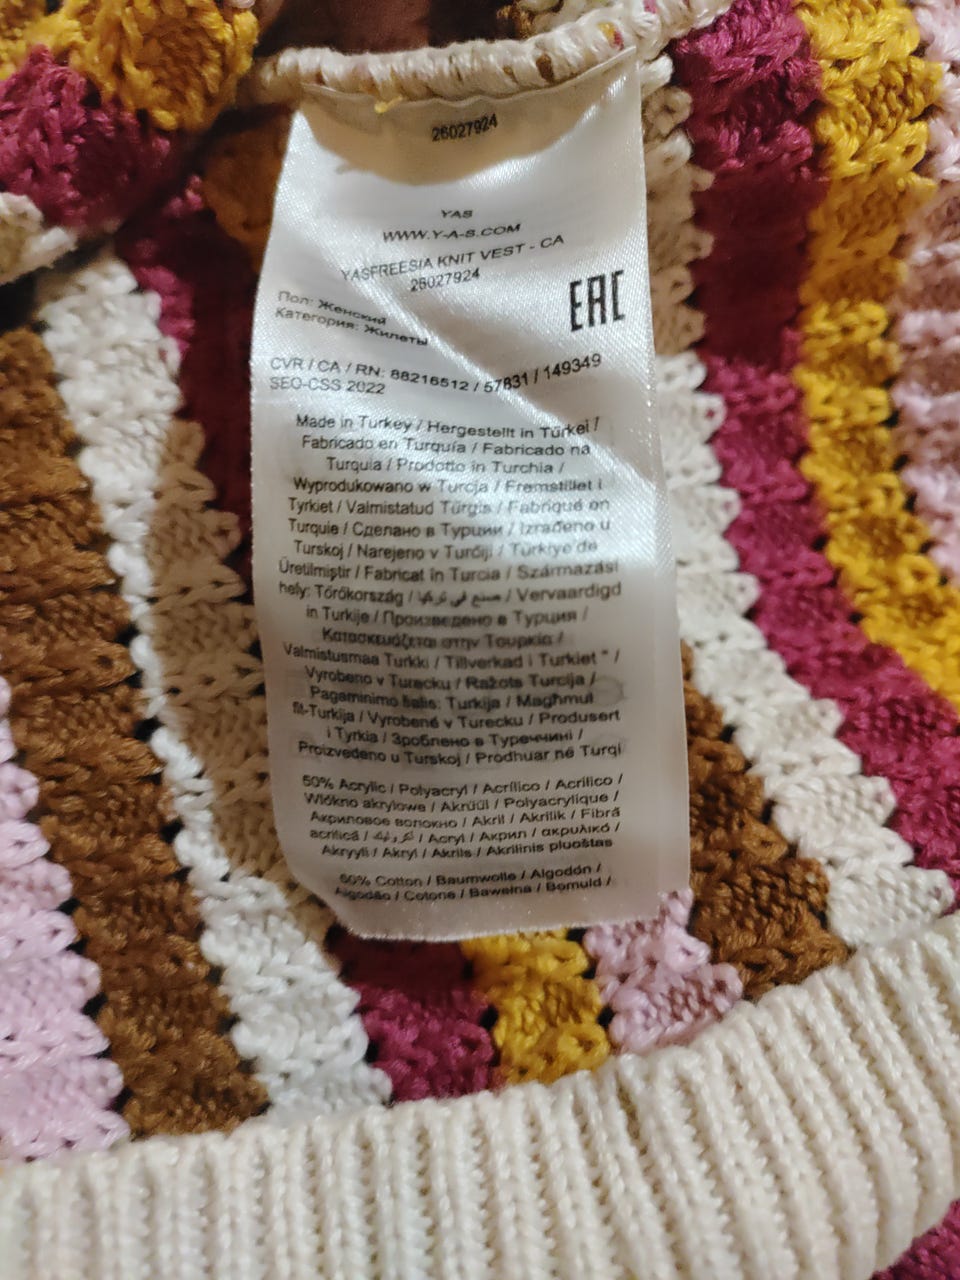 26027924
YAS
WWW.Y-A-S.COM
YASFREESIA KNIT VEST - CA
26027924
EAC
Пол: Женский
Категория: Жилеты
CVR / CA / RN: 88216512 / 57831 / 149349
SEO-CSS 2022
Made in Turkey / Hergestellt in Türkei /
Fabricado en Turquía / Fabricado na
Turquia / Prodotto in Turchia /
Wyprodukowano w Turcja / Fremstillet i
Tyrkiet / Valmistatud Türgis / Fabriqué en
Turquie / Сделано в Турции / Izrađeno u
Turskoj / Narejeno v Turčiji / Türkiye'de
Üretilmiştir / Fabricat în Turcia / Származási
hely: Törökország / صنع في تركيا / Vervaardigd
in Turkije / Произведено в Турция /
Κατασκευάζεται στην Τουρκία /
Valmistusmaa Turkki / Tillverkad i Turkiet " /
Vyrobeno v Turecku / Ražots Turcija /
Pagaminimo šalis: Turkija / Magħmul
fit-Turkija / Vyrobené v Turecku / Produsert
i Tyrkia / Зроблено в Туреччині /
Proizvedeno u Turskoj / Prodhuar në Turqi
50% Acrylic / Polyacryl / Acrílico / Acrilico /
Włókno akrylowe / Akrüül / Polyacrylique /
Акриловое волокно / Akril / Akrilik / Fibră
acrilică / أكريليك / Acryl / Акрил / ακρυλικό /
Akryyli / Akryl / Akrils / Akrilinis pluoštas
50% Cotton / Baumwolle / Algodón /
Algodão / Cotone / Bawełna / Bomuld /